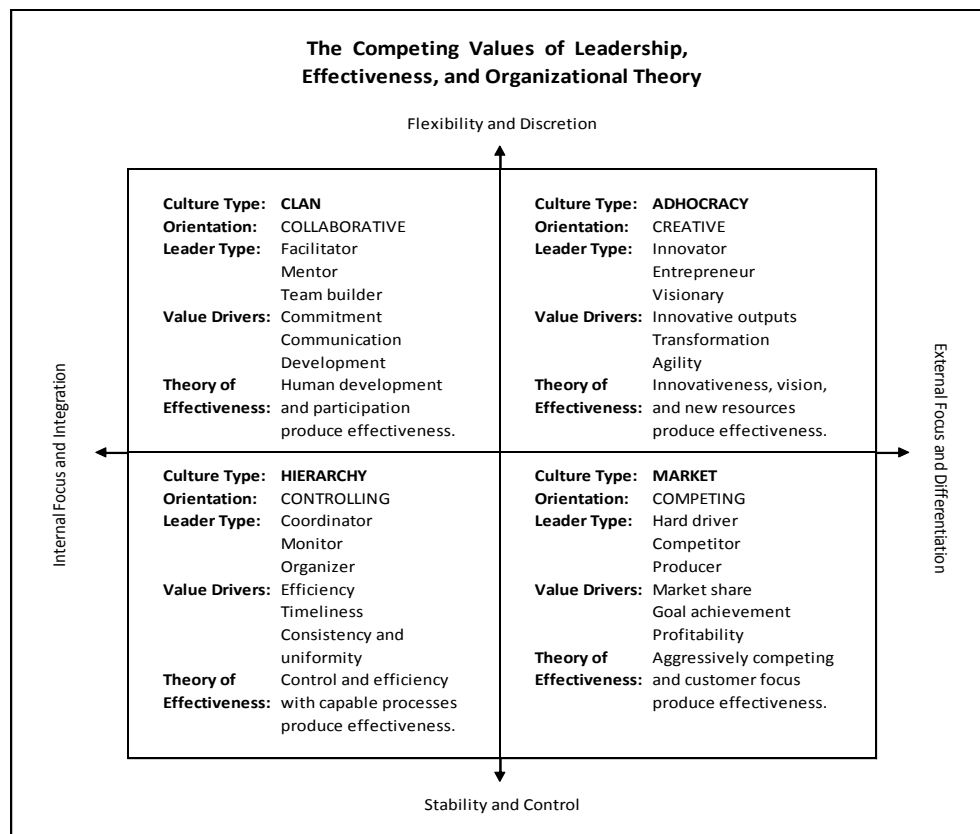 The Competing Values of Leadership,
Effectiveness, and Organizational Theory
Flexibility and Discretion
Culture Type: CLAN
Orientation: COLLABORATIVE
Leader Type: Facilitator
Mentor
Team builder
Value Drivers: Commitment
Communication
Development
Theory of Human development
Effectiveness: and participation
produce effectiveness.
Culture Type: ADHOCRACY
Orientation: CREATIVE
Leader Type: Innovator
Entrepreneur
Visionary
Value Drivers: Innovative outputs
Transformation
Agility
Theory of Innovativeness, vision,
Effectiveness: and new resources
produce effectiveness.
Internal Focus and Integration
External Focus and Differentiation
Culture Type: HIERARCHY
Orientation: CONTROLLING
Leader Type: Coordinator
Monitor
Organizer
Value Drivers: Efficiency
Timeliness
Consistency and
uniformity
Theory of Control and efficiency
Effectiveness: with capable processes
produce effectiveness.
Culture Type: MARKET
Orientation: COMPETING
Leader Type: Hard driver
Competitor
Producer
Value Drivers: Market share
Goal achievement
Profitability
Theory of Aggressively competing
Effectiveness: and customer focus
produce effectiveness.
Stability and Control